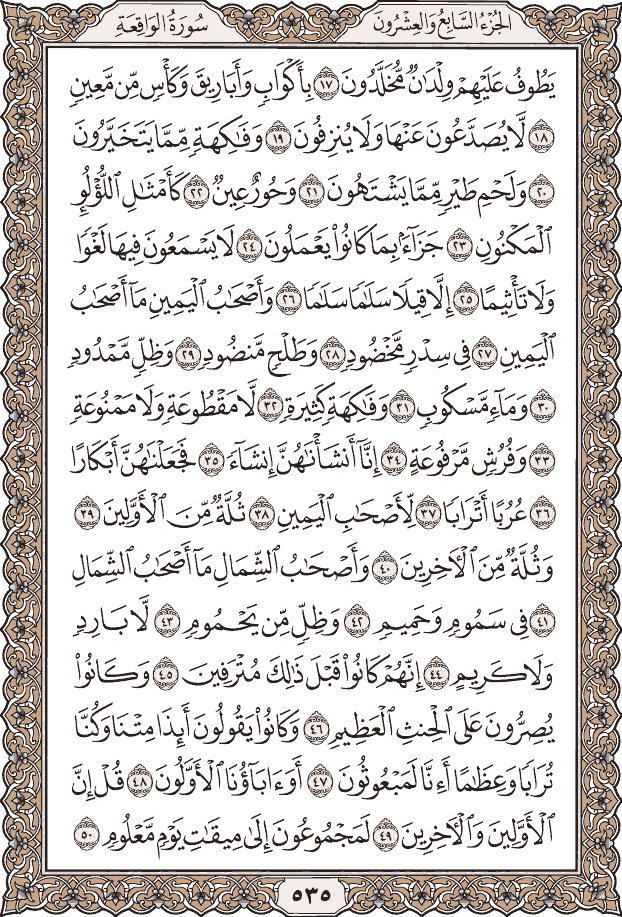 الجُزْءُ السَّابِعُ وَالعِشْرُونَ
سُورَةُ الوَاقِعَةِ
يَطُوفُ عَلَيْهِمْ وِلْدَٰنٌ مُّخَلَّدُونَ ١٧ بِأَكْوَابٍ وَأَبَارِيقَ وَكَأْسٍ مِّن مَّعِينٍ
١٨ لَّا يُصَدَّعُونَ عَنْهَا وَلَا يُنزِفُونَ ١٩ وَفَٰكِهَةٍ مِّمَّا يَتَخَيَّرُونَ
٢٠ وَلَحْمِ طَيْرٍ مِّمَّا يَشْتَهُونَ ٢١ وَحُورٌ عِينٌ ٢٢ كَأَمْثَٰلِ ٱللُّؤْلُؤِ
ٱلْمَكْنُونِ ٢٣ جَزَآءًۢ بِمَا كَانُوا۟ يَعْمَلُونَ ٢٤ لَا يَسْمَعُونَ فِيهَا لَغْوًا
وَلَا تَأْثِيمًا ٢٥ إِلَّا قِيلًا سَلَٰمًا سَلَٰمًا ٢٦ وَأَصْحَٰبُ ٱلْيَمِينِ مَآ أَصْحَٰبُ
ٱلْيَمِينِ ٢٧ فِى سِدْرٍ مَّخْضُودٍ ٢٨ وَطَلْحٍ مَّنضُودٍ ٢٩ وَظِلٍّ مَّمْدُودٍ
٣٠ وَمَآءٍ مَّسْكُوبٍ ٣١ وَفَٰكِهَةٍ كَثِيرَةٍ ٣٢ لَّا مَقْطُوعَةٍ وَلَا مَمْنُوعَةٍ
٣٣ وَفُرُشٍ مَّرْفُوعَةٍ ٣٤ إِنَّآ أَنشَأْنَٰهُنَّ إِنشَآءً ٣٥ فَجَعَلْنَٰهُنَّ أَبْكَارًا
٣٦ عُرُبًا أَتْرَابًا ٣٧ لِّأَصْحَٰبِ ٱلْيَمِينِ ٣٨ ثُلَّةٌ مِّنَ ٱلْأَوَّلِينَ ٣٩
وَثُلَّةٌ مِّنَ ٱلْءَاخِرِينَ ٤٠ وَأَصْحَٰبُ ٱلشِّمَالِ مَآ أَصْحَٰبُ ٱلشِّمَالِ
٤١ فِى سَمُومٍ وَحَمِيمٍ ٤٢ وَظِلٍّ مِّن يَحْمُومٍ ٤٣ لَّا بَارِدٍ
وَلَا كَرِيمٍ ٤٤ إِنَّهُمْ كَانُوا۟ قَبْلَ ذَٰلِكَ مُتْرَفِينَ ٤٥ وَكَانُوا۟
يُصِرُّونَ عَلَى ٱلْحِنثِ ٱلْعَظِيمِ ٤٦ وَكَانُوا۟ يَقُولُونَ أَئِذَا مِتْنَا وَكُنَّا
تُرَابًا وَعِظَٰمًا أَءِنَّا لَمَبْعُوثُونَ ٤٧ أَوَءَابَآؤُنَا ٱلْأَوَّلُونَ ٤٨ قُلْ إِنَّ
ٱلْأَوَّلِينَ وَٱلْءَاخِرِينَ ٤٩ لَمَجْمُوعُونَ إِلَىٰ مِيقَٰتِ يَوْمٍ مَّعْلُومٍ ٥٠
٥٣٥